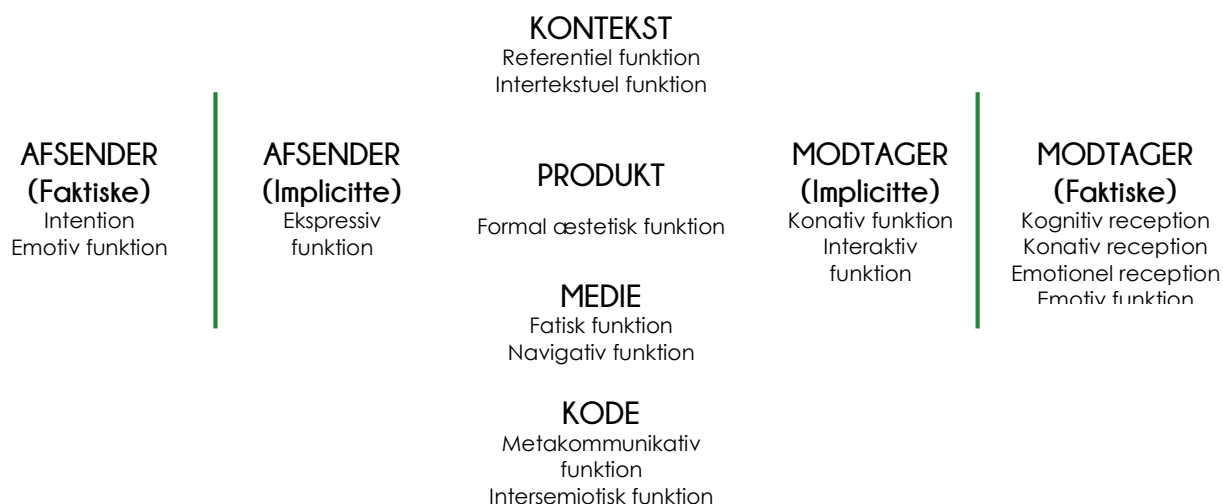 KONTEKST
Referentiel funktion
Intertekstuel funktion
AFSENDER
(Faktiske)
Intention
Emotiv funktion
AFSENDER
(Implicitte)
Ekspressiv
funktion
PRODUKT
Formal æstetisk funktion
MODTAGER
(Implicitte)
Konativ funktion
Interaktiv
funktion
MODTAGER
(Faktiske)
Kognitiv reception
Konativ reception
Emotionel reception
Emotiv funktion
MEDIE
Fatisk funktion
Navigativ funktion
KODE
Metakommunikativ
funktion
Intersemiotisk funktion